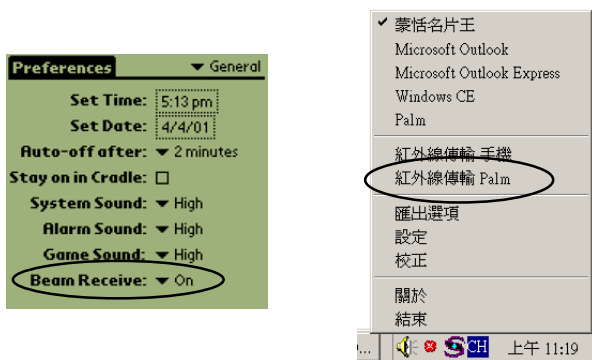 Preferences
General
Set Time: 5:13 pm
Set Date: 4/4/01
Auto-off after: 2 minutes
Stay on in Cradle:
System Sound: High
Alarm Sound: High
Game Sound: High
Beam Receive: On
蒙恬名片王
Microsoft Outlook
Microsoft Outlook Express
Windows CE
Palm
紅外線傳輸 手機
紅外線傳輸 Palm
匯出選項
設定
校正
關於
結束
... CH 上午 11:19